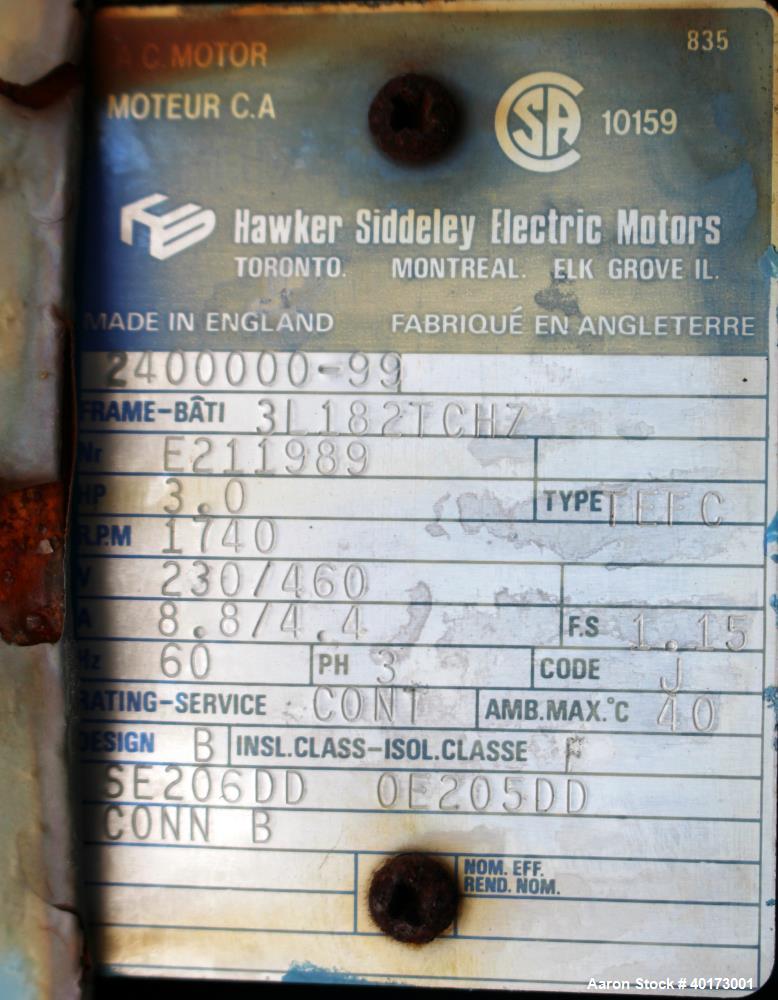 835
A.C. MOTOR
MOTEUR C.A
CSA 10159
Hawker Siddeley Electric Motors
TORONTO. MONTREAL. ELK GROVE IL.
MADE IN ENGLAND FABRIQUÉ EN ANGLETERRE
2400000-99
FRAME-BÂTI 3L182TCHZ
Nr E211989
HP 3.0 TYPE TEFC
R.P.M 1740
V 230/460
A 8.8/4.4 F.S 1.15
Hz 60 PH 3 CODE J
RATING-SERVICE CONT AMB.MAX.°C 40
DESIGN B INSL.CLASS-ISOL.CLASSE F
SE206DD OE205DD
CONN B
NOM. EFF.
REND. NOM.
Aaron Stock # 40173001